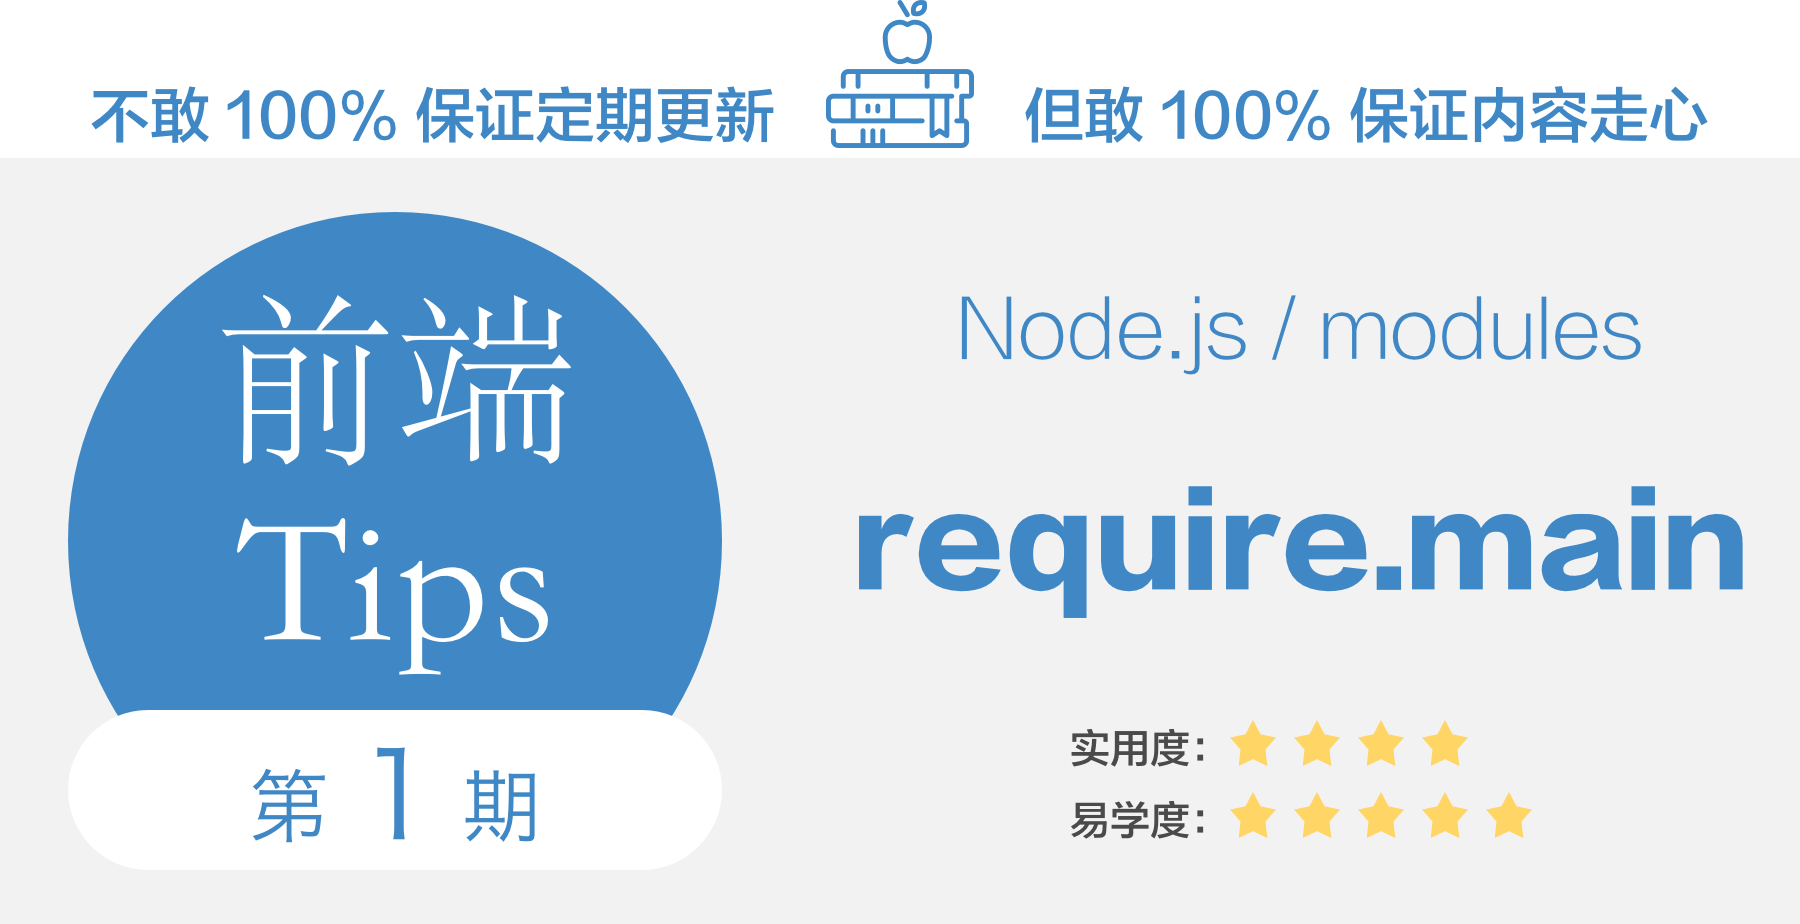 不敢 100% 保证定期更新
但敢 100% 保证内容走心
前端
Tips
第 1 期
Node.js / modules
require.main
实用度：
易学度：